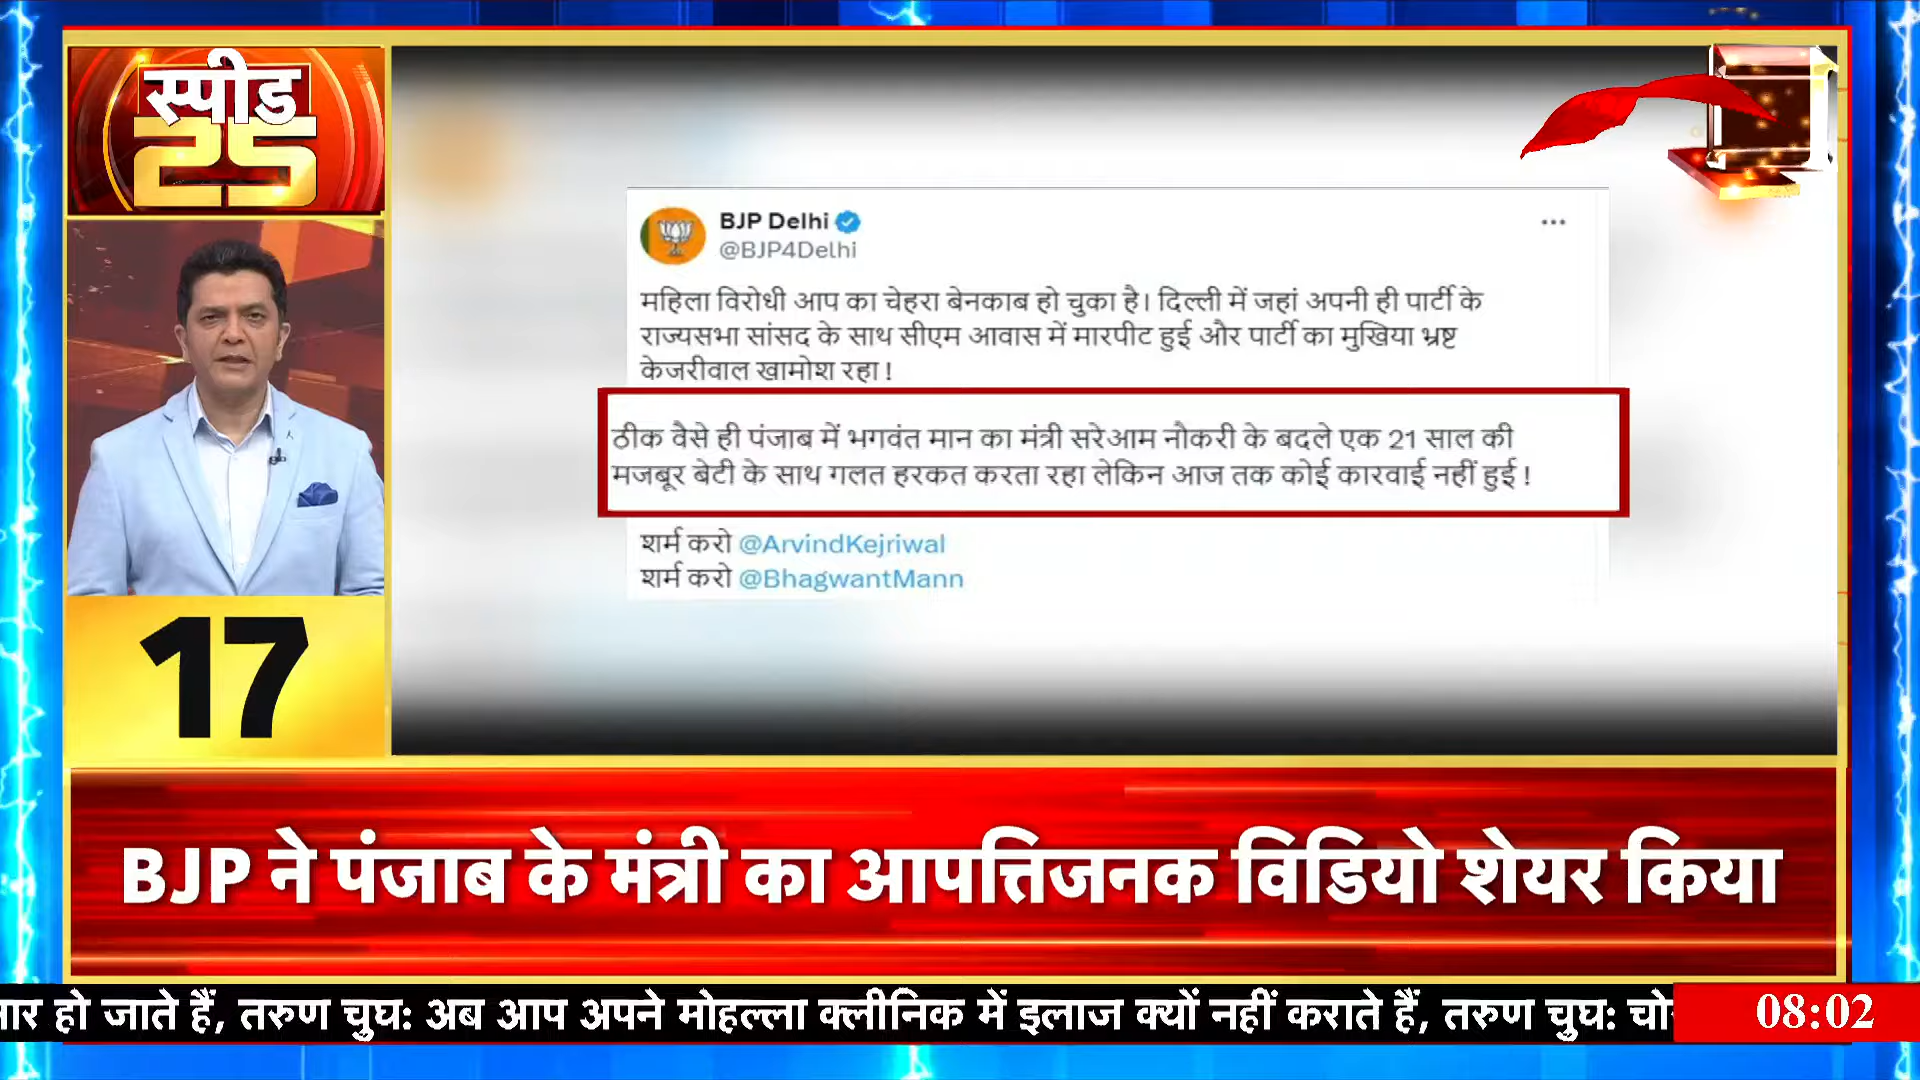 स्पीड
25
BJP Delhi
@BJP4Delhi
महिला विरोधी आप का चेहरा बेनकाब हो चुका है। दिल्ली में जहां अपनी ही पार्टी के
राज्यसभा सांसद के साथ सीएम आवास में मारपीट हुई और पार्टी का मुखिया भ्रष्ट
केजरीवाल खामोश रहा !
ठीक वैसे ही पंजाब में भगवंत मान का मंत्री सरेआम नौकरी के बदले एक 21 साल की
मजबूर बेटी के साथ गलत हरकत करता रहा लेकिन आज तक कोई कारवाई नहीं हुई !
शर्म करो @ArvindKejriwal
शर्म करो @BhagwantMann
17
BJP ने पंजाब के मंत्री का आपत्तिजनक विडियो शेयर किया
हो जाते हैं, तरुण चुघ: अब आप अपने मोहल्ला क्लीनिक में इलाज क्यों नहीं कराते हैं, तरुण चुघ:
08:02